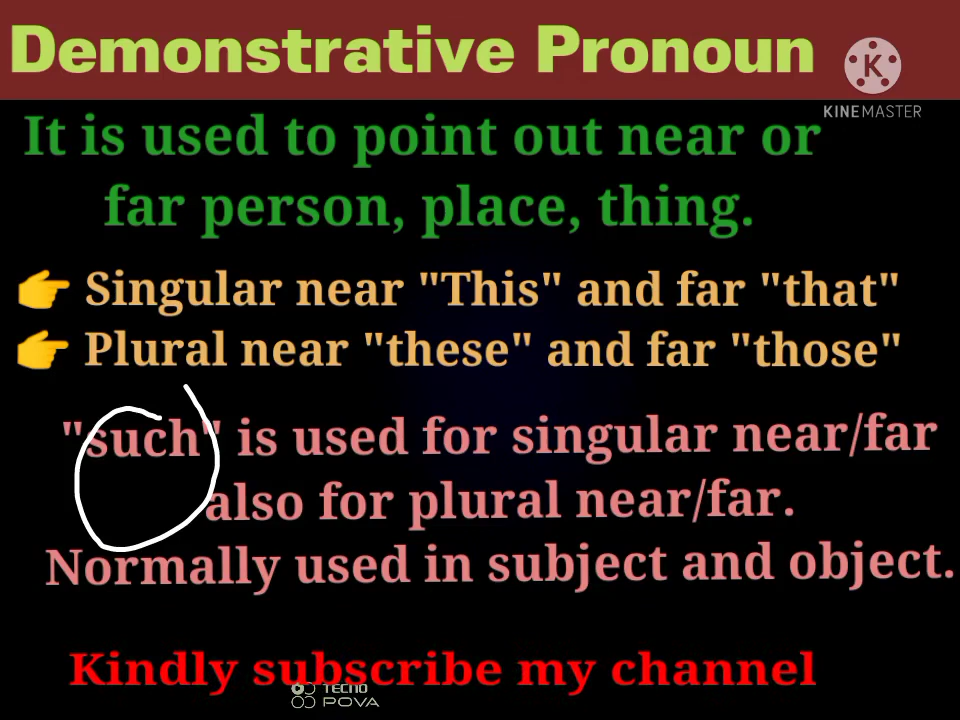 Demonstrative Pronoun
K
KINEMASTER
It is used to point out near or
far person, place, thing.
👉 Singular near "This" and far "that"
👉 Plural near "these" and far "those"
"such" is used for singular near/far
also for plural near/far.
Normally used in subject and object.
Kindly subscribe my channel
TECNO
POVA